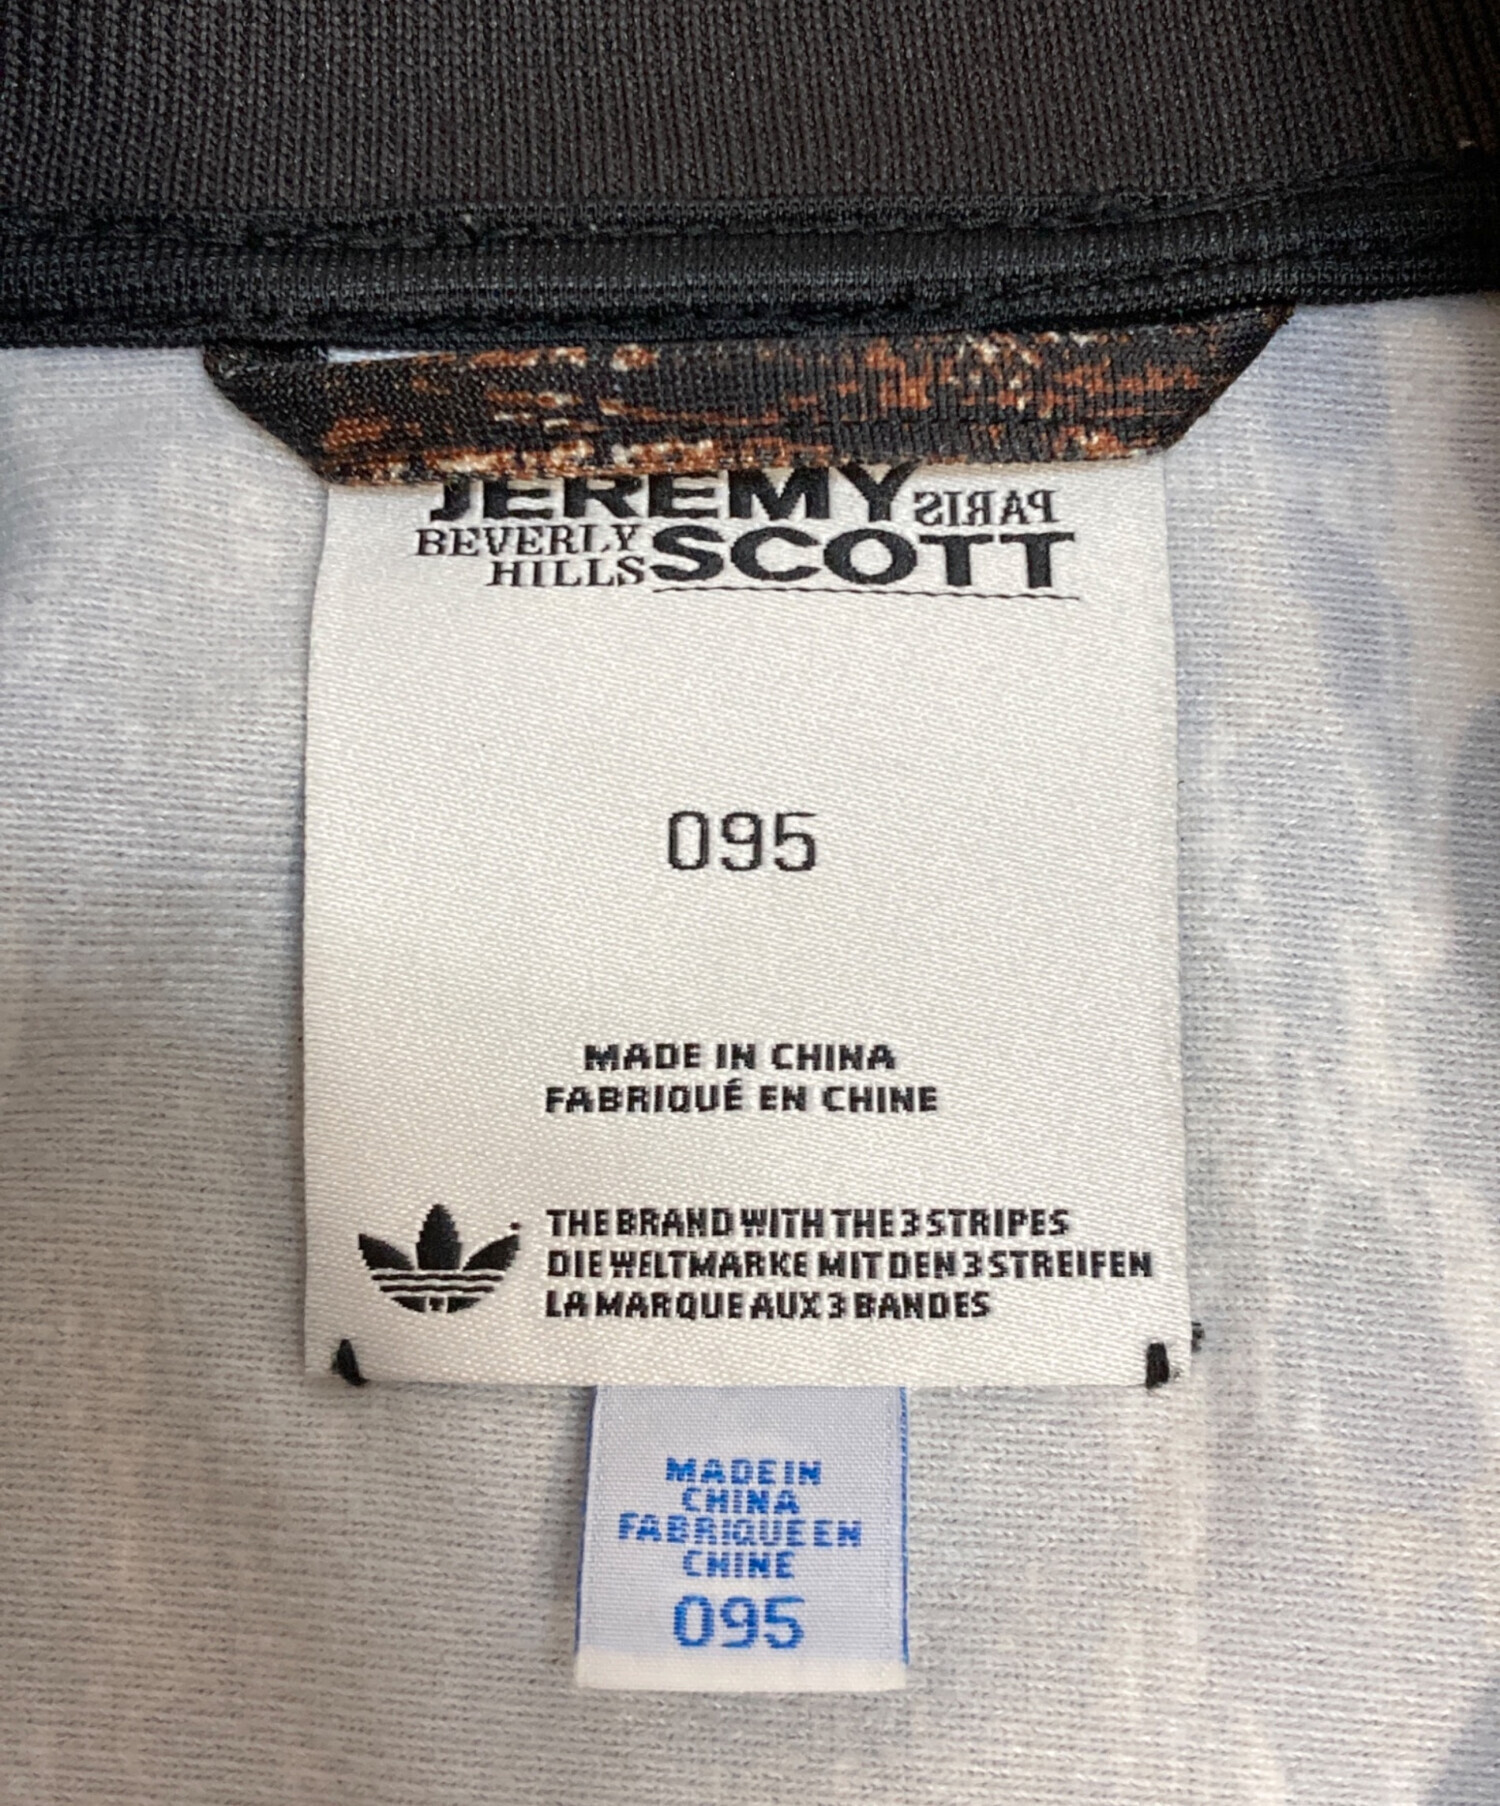 JEREMY PARIS
BEVERLY SCOTT
HILLS
095
MADE IN CHINA
FABRIQUÉ EN CHINE
THE BRAND WITH THE 3 STRIPES
DIE WELTMARKE MIT DEN 3 STREIFEN
LA MARQUE AUX 3 BANDES
MADE IN
CHINA
FABRIQUE EN
CHINE
095